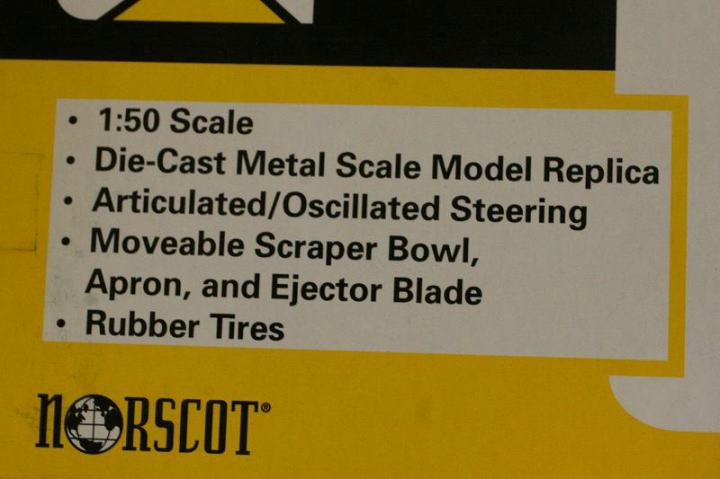 • 1:50 Scale
• Die-Cast Metal Scale Model Replica
• Articulated/Oscillated Steering
• Moveable Scraper Bowl,
Apron, and Ejector Blade
• Rubber Tires
NORSCOT®